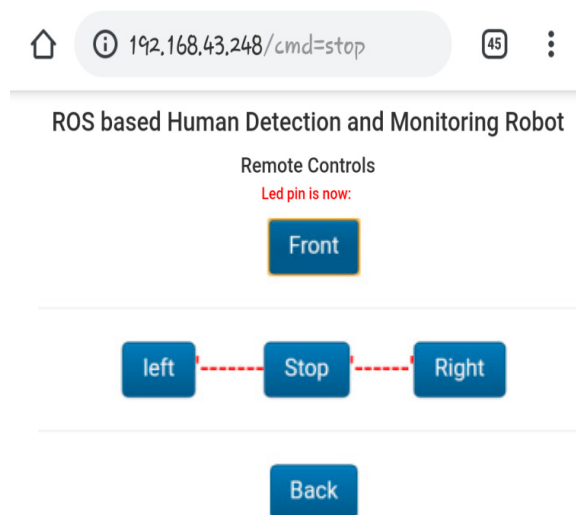 192.168.43.248/cmd=stop 45
ROS based Human Detection and Monitoring Robot
Remote Controls
Led pin is now:
Front
left Stop Right
Back